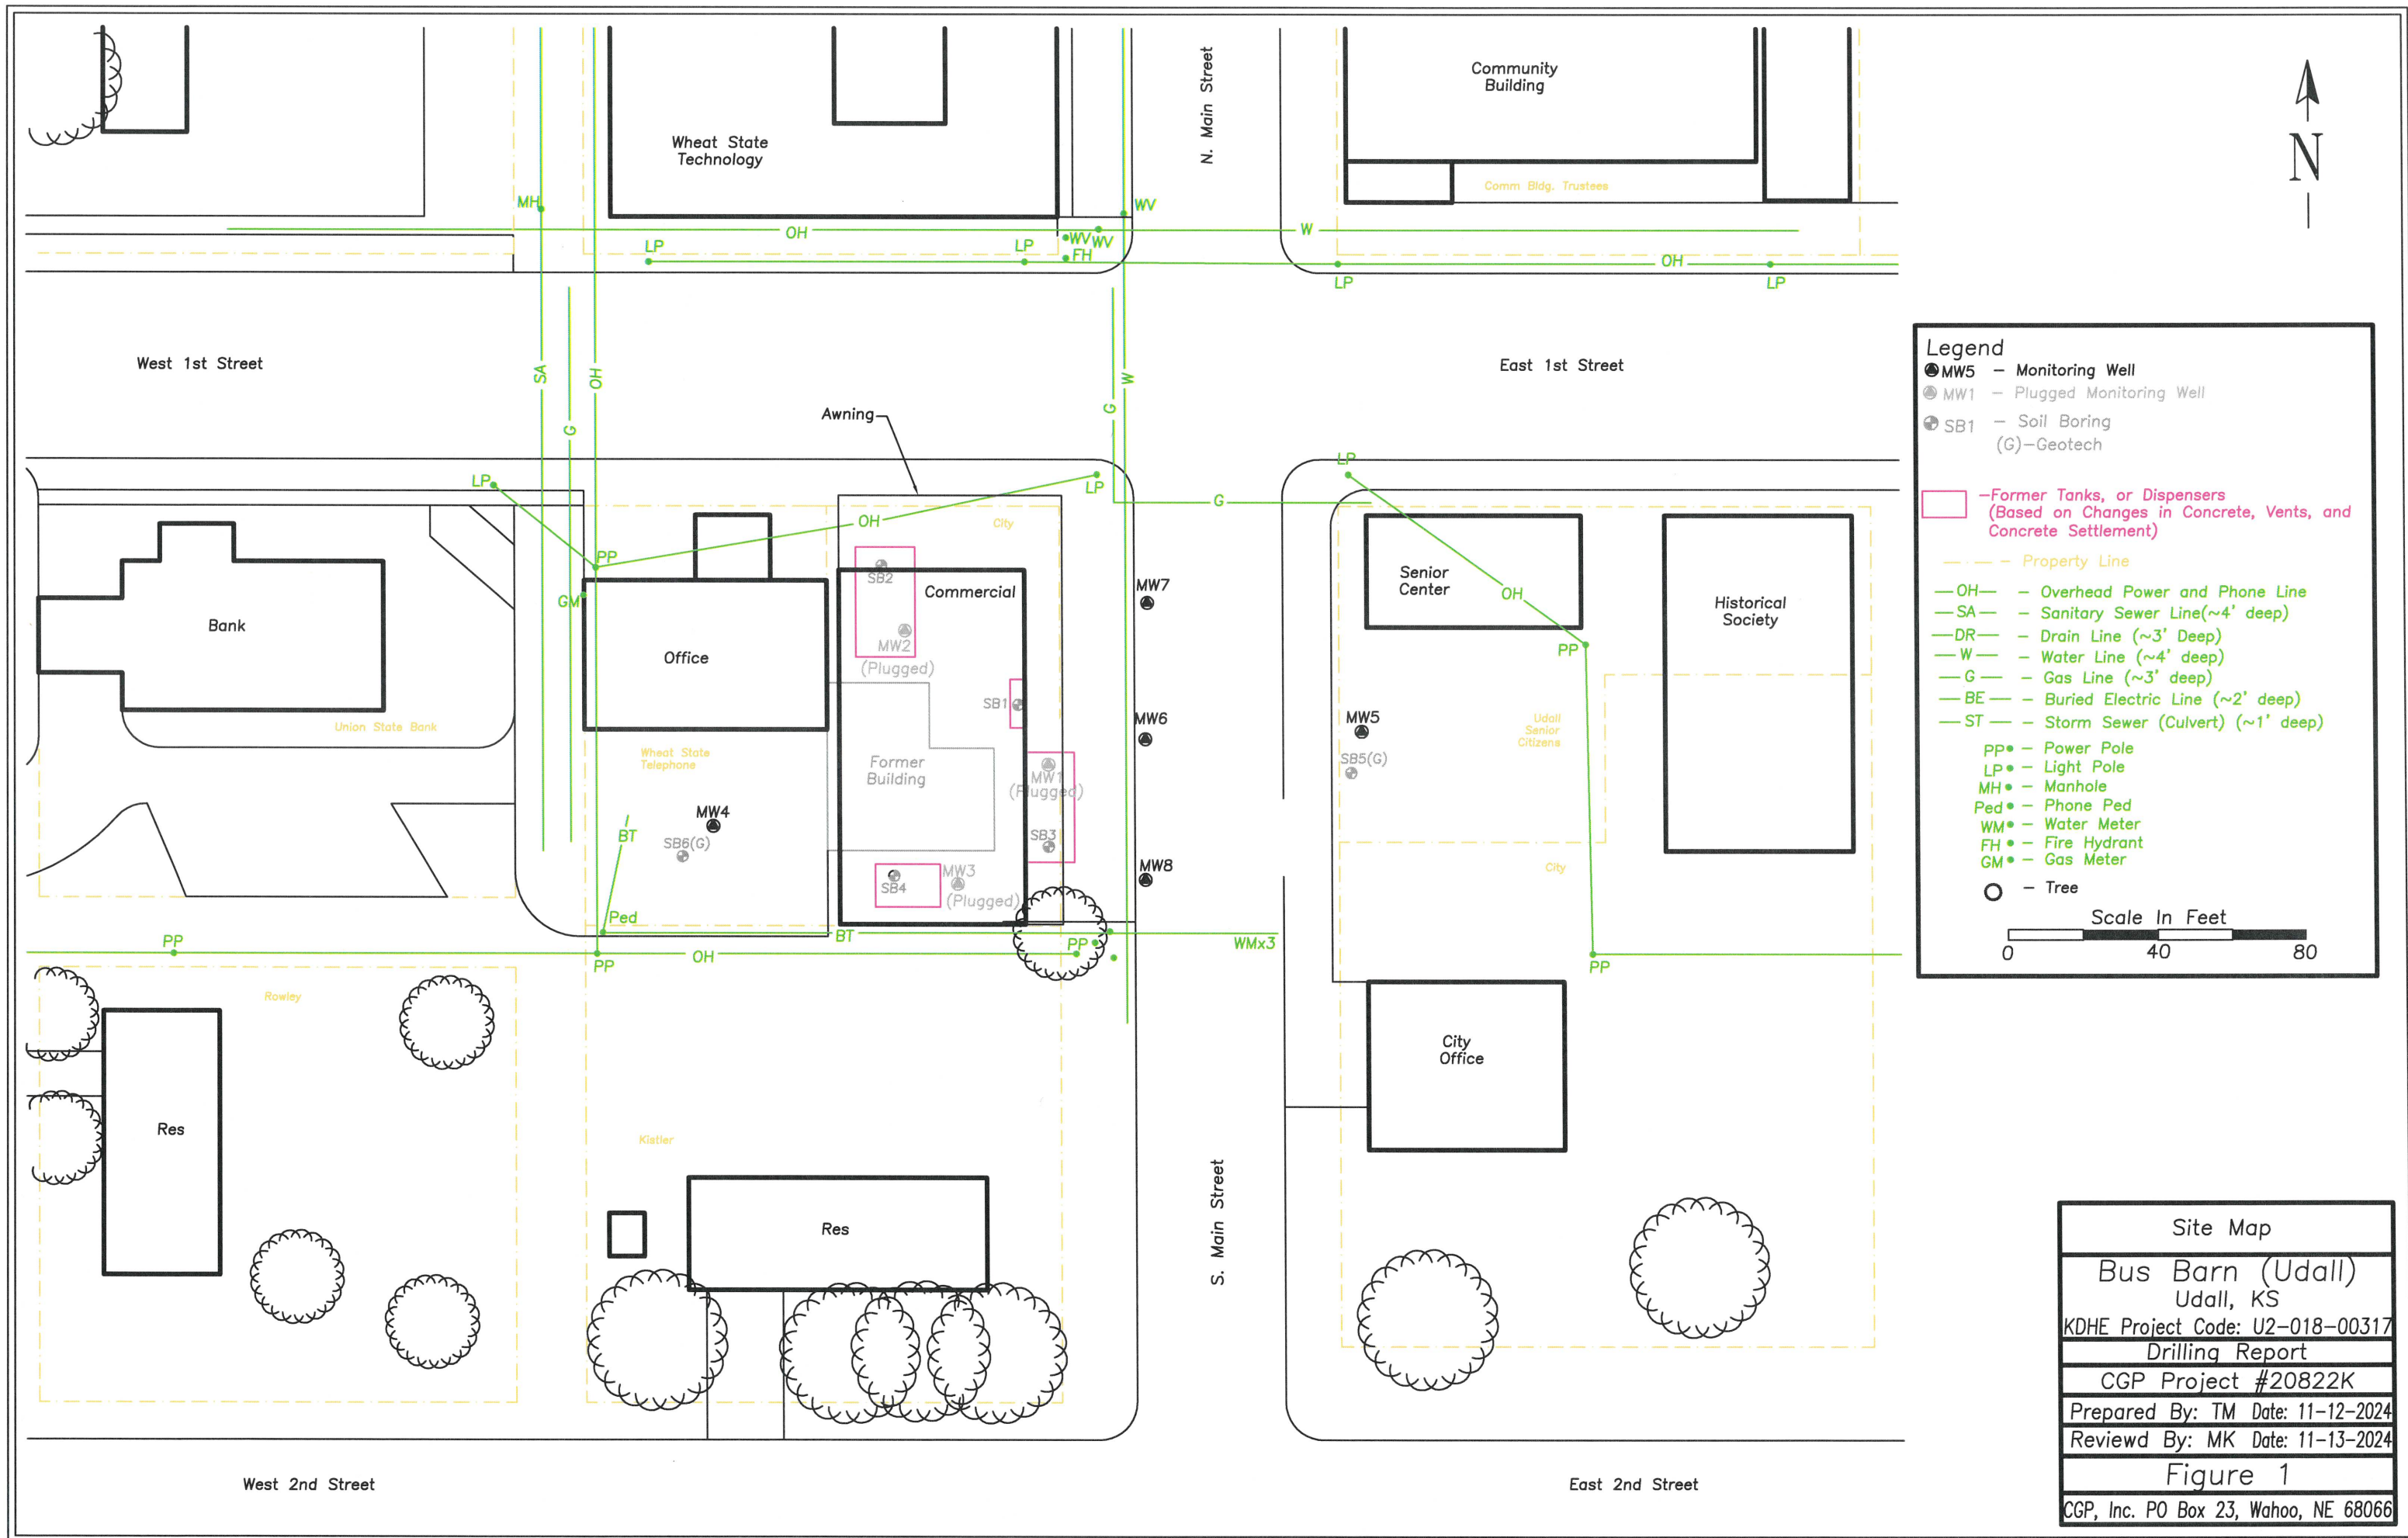 N. Main Street
Community
Building
Wheat State
Technology
Comm Bldg. Trustees
N
MH
WV
OH
W
LP
LP
WV
WV
FH
OH
LP
LP
West 1st Street
East 1st Street
SA
OH
W
G
G
Awning
LP
LP
LP
G
OH
City
PP
SB2
Commercial
GM
MW7
Senior
Center
OH
Historical
Society
Bank
Office
MW2
(Plugged)
PP
SB1
MW6
MW5
Union State Bank
Udall
Senior
Citizens
Wheat State
Telephone
Former
Building
SB5(G)
MW1
(Plugged)
MW4
BT
SB6(G)
SB3
City
SB4
MW3
(Plugged)
MW8
Ped
BT
PP
PP
OH
PP
WMx3
PP
Rowley
City
Office
Res
Kistler
Res
S. Main Street
West 2nd Street
East 2nd Street
Legend
MW5 – Monitoring Well
MW1 – Plugged Monitoring Well
SB1 – Soil Boring
(G)–Geotech
–Former Tanks, or Dispensers
(Based on Changes in Concrete, Vents, and
Concrete Settlement)
– Property Line
OH – Overhead Power and Phone Line
SA – Sanitary Sewer Line(~4' deep)
DR – Drain Line (~3' Deep)
W – Water Line (~4' deep)
G – Gas Line (~3' deep)
BE – Buried Electric Line (~2' deep)
ST – Storm Sewer (Culvert) (~1' deep)
PP – Power Pole
LP – Light Pole
MH – Manhole
Ped – Phone Ped
WM – Water Meter
FH – Fire Hydrant
GM – Gas Meter
– Tree
Scale In Feet
0 40 80
Site Map
Bus Barn (Udall)
Udall, KS
KDHE Project Code: U2-018-00317
Drilling Report
CGP Project #20822K
Prepared By: TM Date: 11-12-2024
Reviewd By: MK Date: 11-13-2024
Figure 1
CGP, Inc. PO Box 23, Wahoo, NE 68066